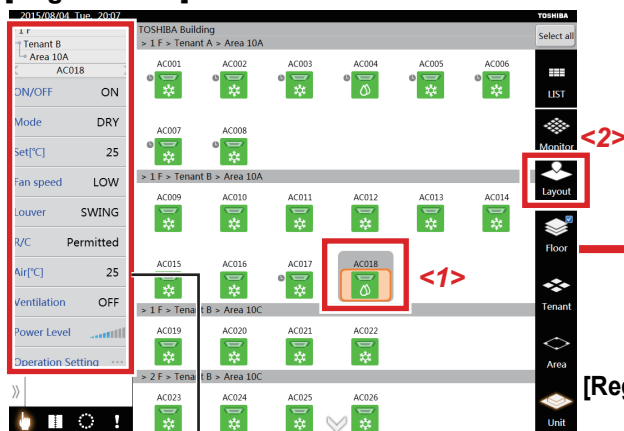 2015/08/04 Tue. 20:07
TOSHIBA
1 F
Tenant B
Area 10A
AC018
ON/OFF ON
Mode DRY
Set[℃] 25
Fan speed LOW
Louver SWING
R/C Permitted
Air[℃] 25
Ventilation OFF
Power Level
Operation Setting ...
TOSHIBA Building
> 1 F > Tenant A > Area 10A
AC001 AC002 AC003 AC004 AC005 AC006
AC007 AC008
> 1 F > Tenant B > Area 10A
AC009 AC010 AC011 AC012 AC013 AC014
AC015 AC016 AC017 AC018
<1>
> 1 F > Tenant B > Area 10C
AC019 AC020 AC021 AC022
> 2 F > Tenant B > Area 10C
AC023 AC024 AC025 AC026
Select all
LIST
Monitor
<2>
Layout
Floor
Tenant
Area
[Reg
Unit